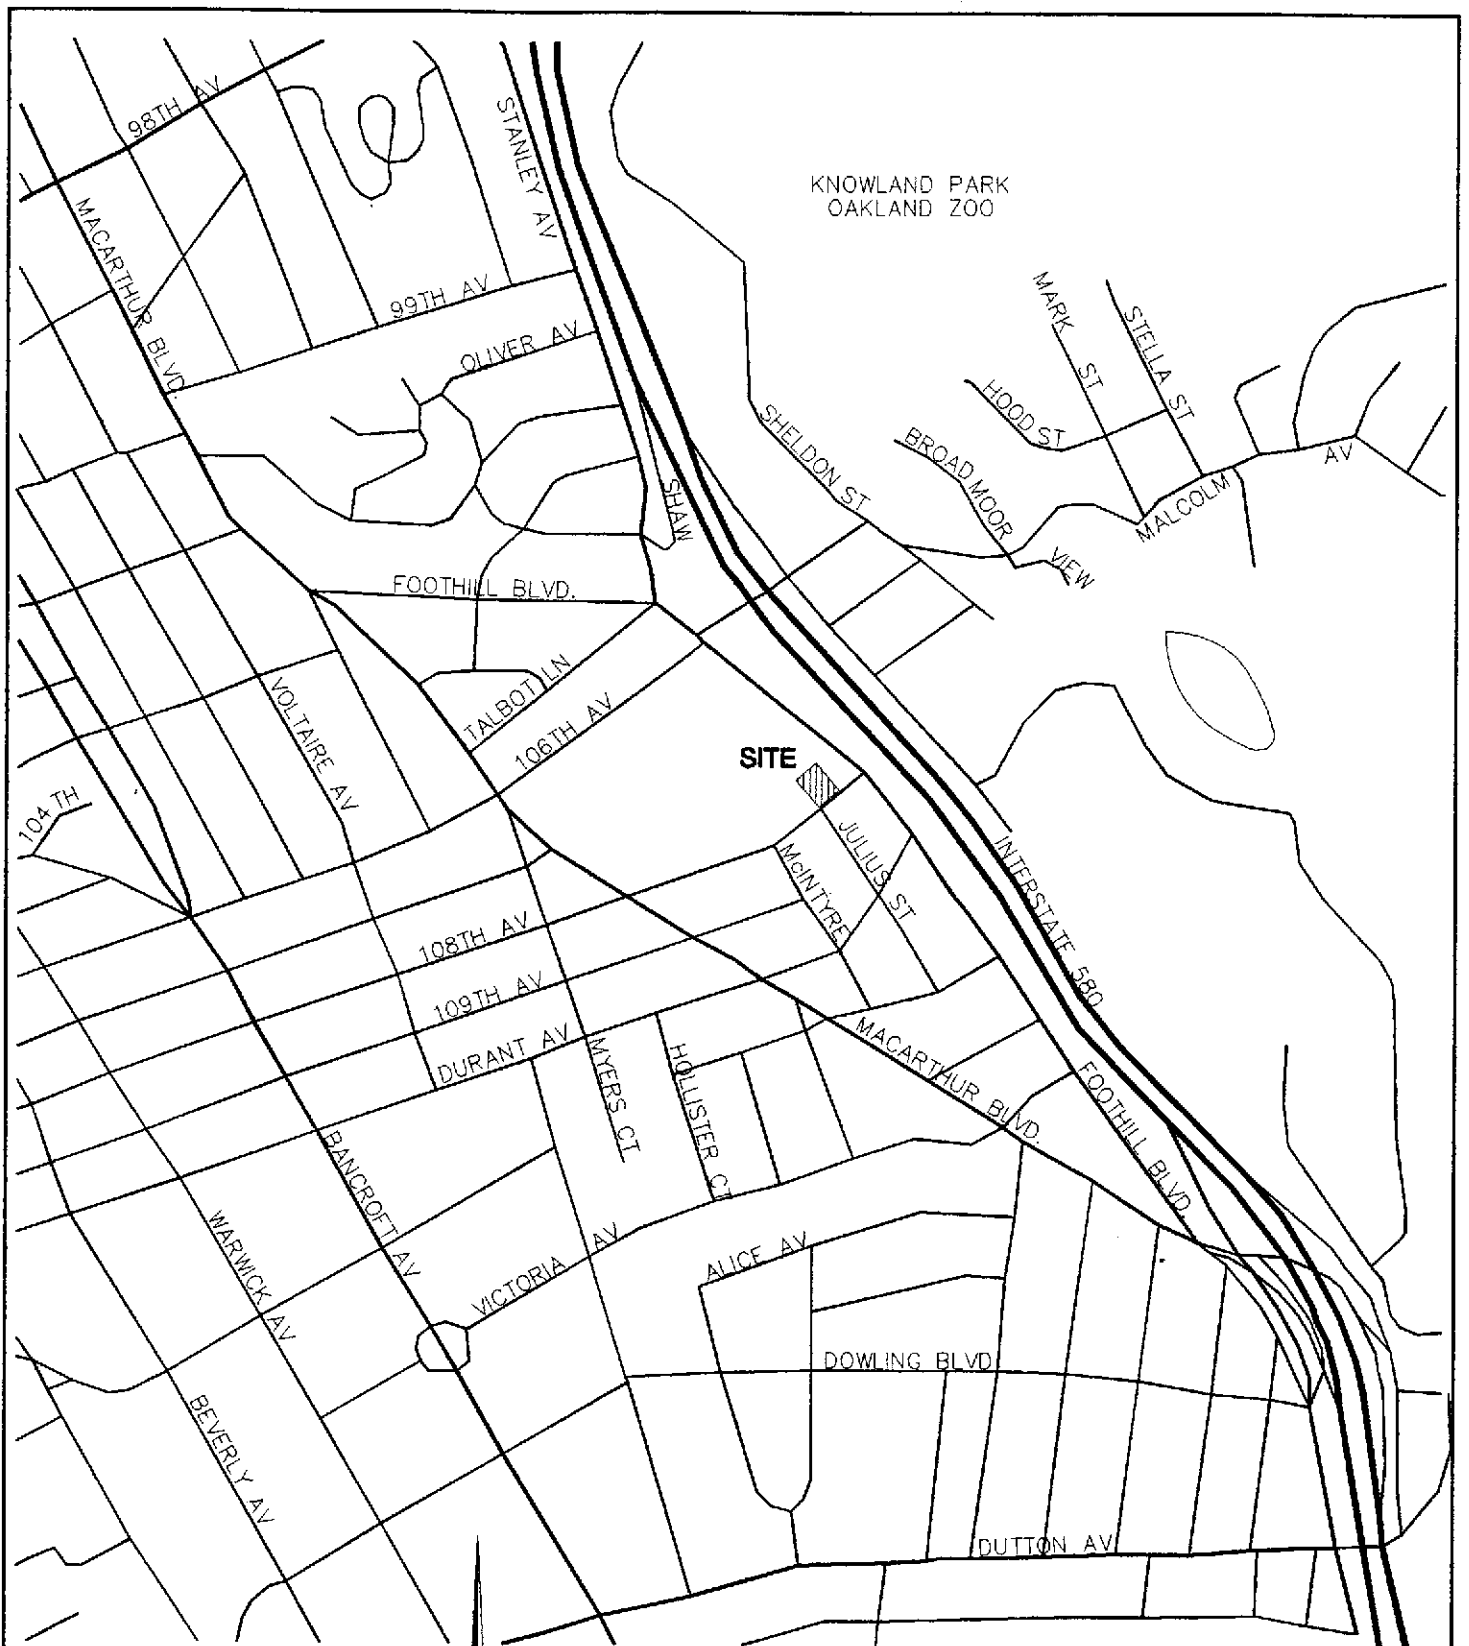 98TH AV
STANLEY AV
KNOWLAND PARK
OAKLAND ZOO
MACARTHUR BLVD.
99TH AV
OLIVER AV
MARK ST
STELLA ST
HOOD ST
SHELDON ST
BROADMOOR
VIEW
MALCOLM AV
SHAW
FOOTHILL BLVD.
TALBOT LN
106TH AV
VOLTAIRE AV
SITE
104 TH
JULIUS ST
McINTYRE
INTERSTATE 580
108TH AV
109TH AV
DURANT AV
MYERS CT
HOLLISTER CT
MACARTHUR BLVD.
FOOTHILL BLVD.
BANCROFT AV
WARWICK AV
VICTORIA AV
ALICE AV
DOWLING BLVD
BEVERLY AV
DUTTON AV